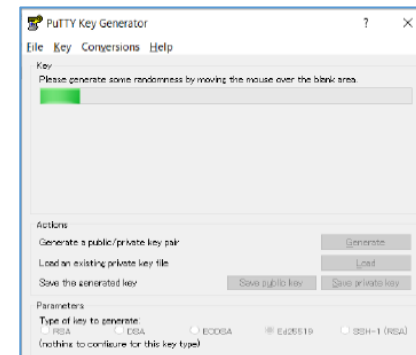 PuTTY Key Generator ? ×
File Key Conversions Help
Key
Please generate some randomness by moving the mouse over the blank area.
Actions
Generate a public/private key pair Generate
Load an existing private key file Load
Save the generated key Save public key Save private key
Parameters
Type of key to generate:
RSA DSA ECDSA Ed25519 SSH-1 (RSA)
(nothing to configure for this key type)